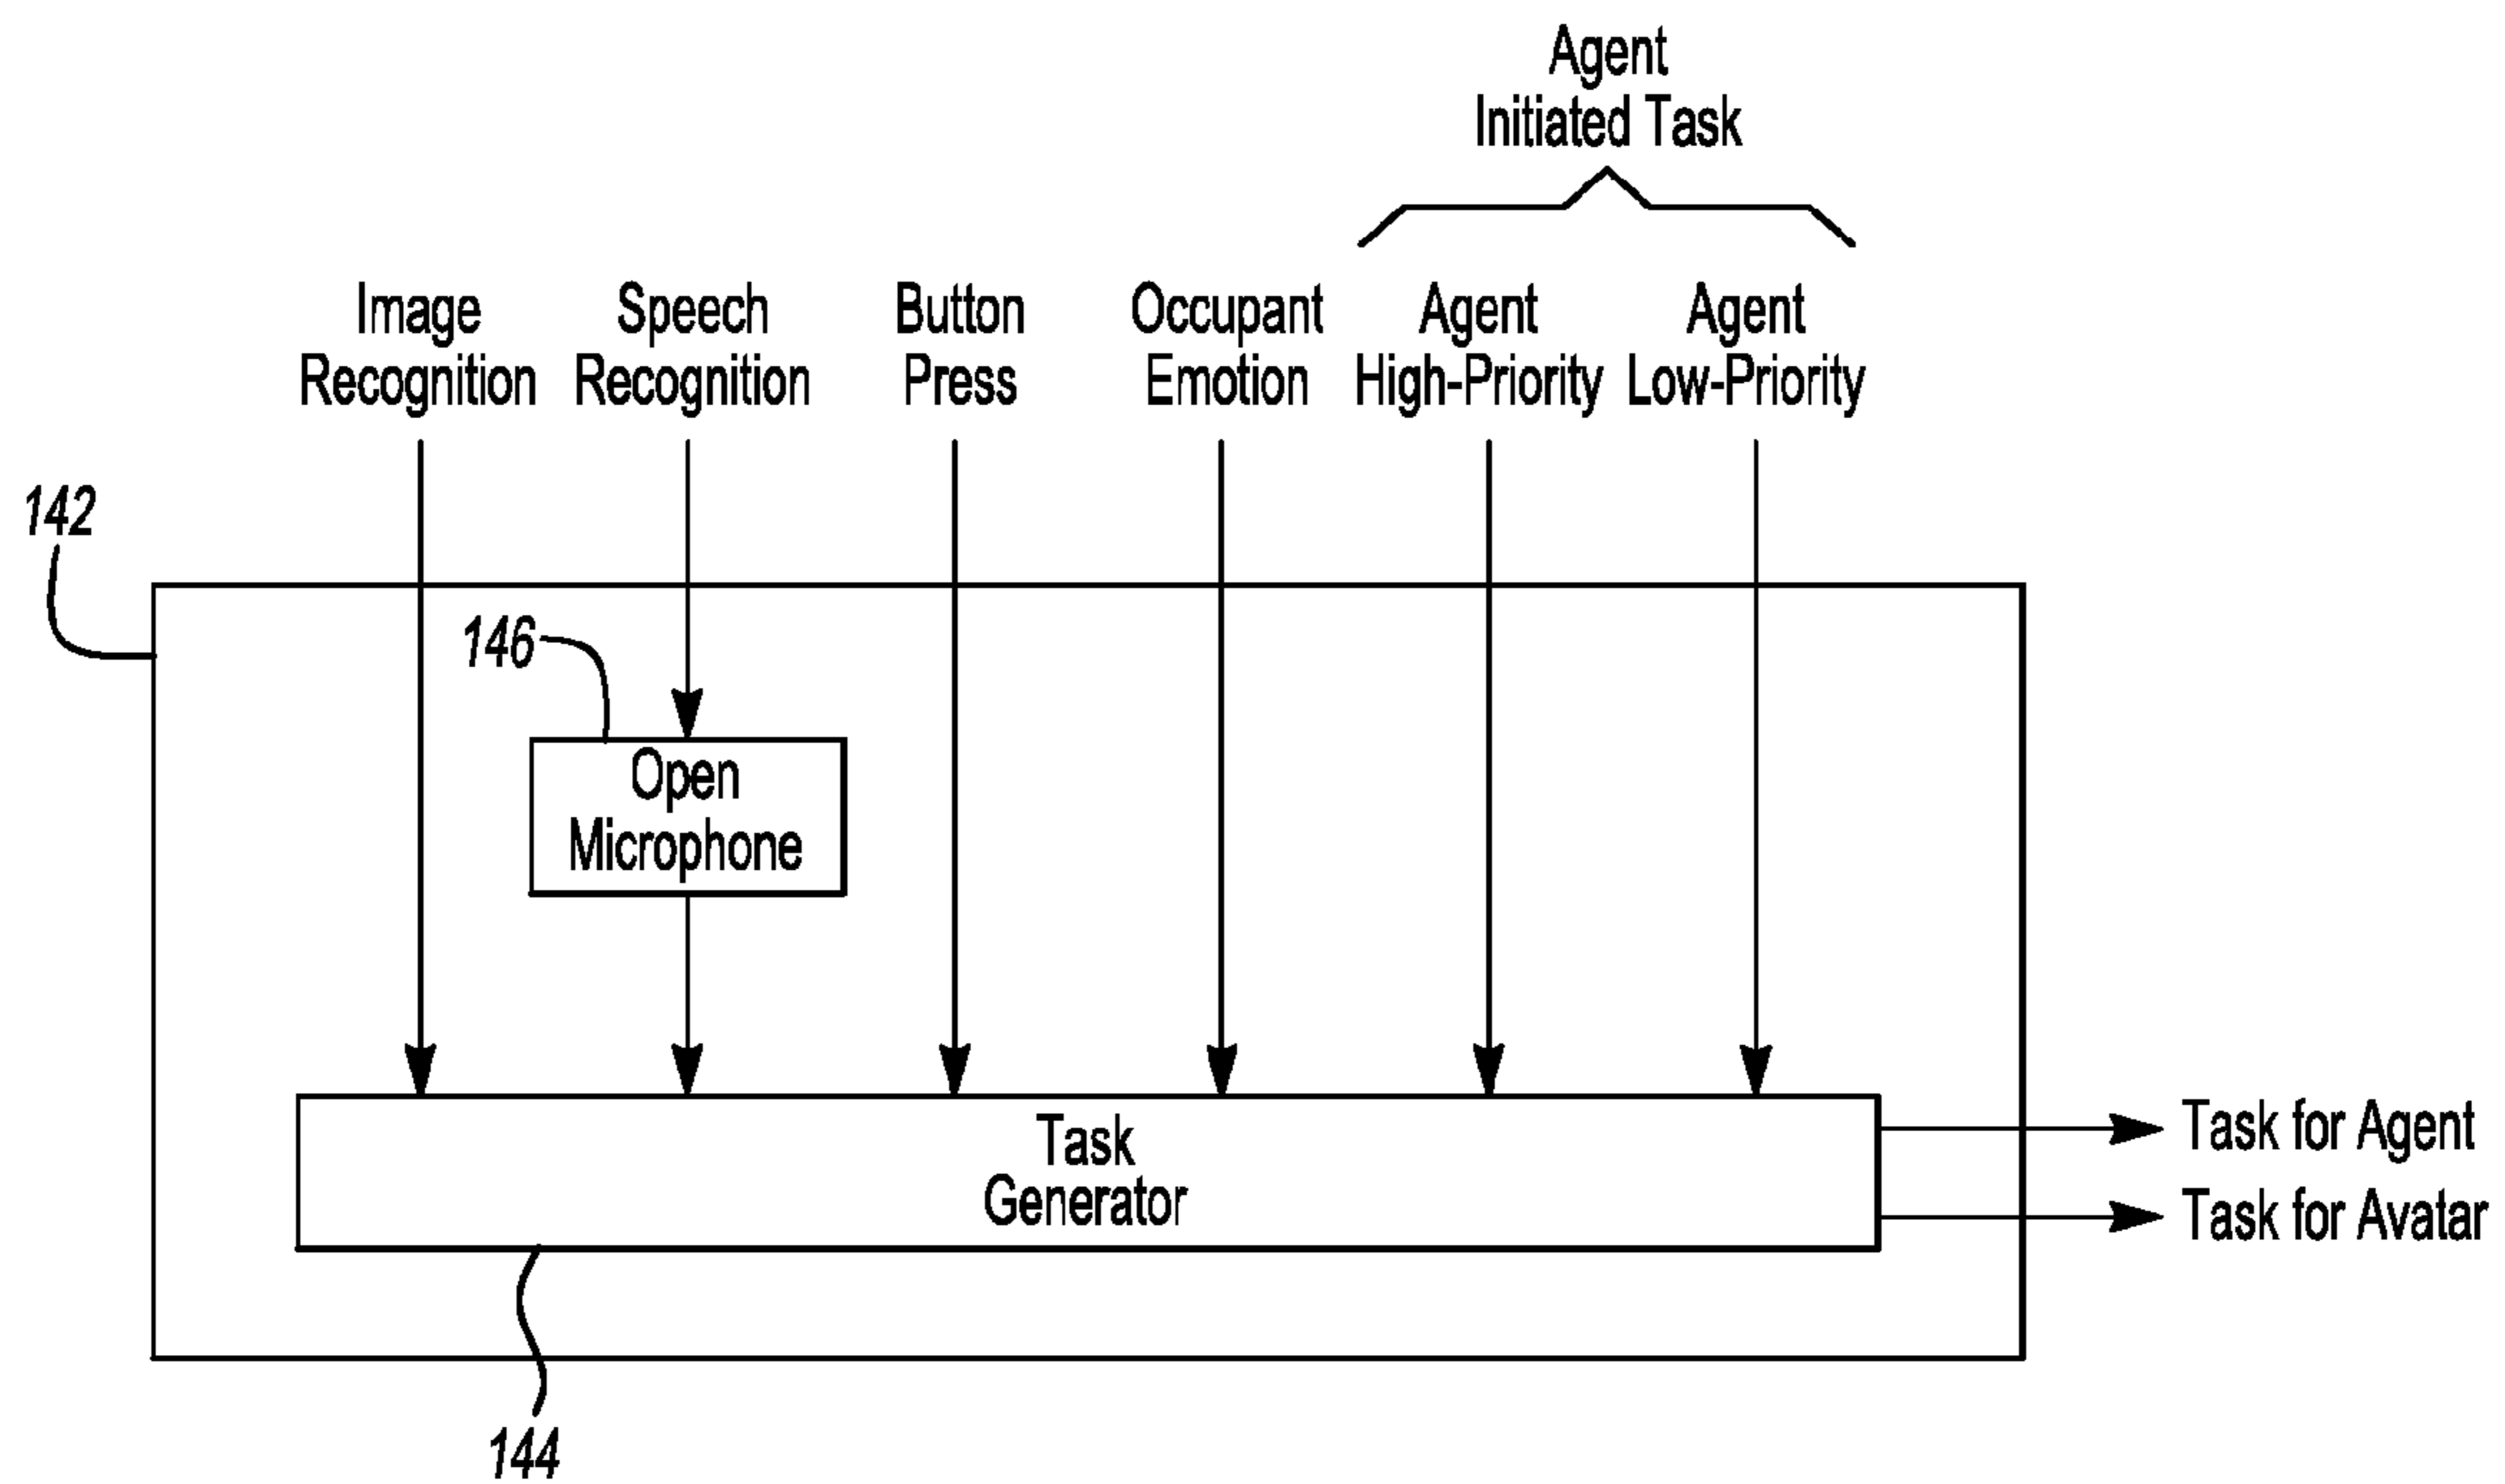 Agent
Initiated Task
Image
Recognition
Speech
Recognition
Button
Press
Occupant
Emotion
Agent
High-Priority
Agent
Low-Priority
142
146
Open
Microphone
Task
Generator
Task for Agent
Task for Avatar
144